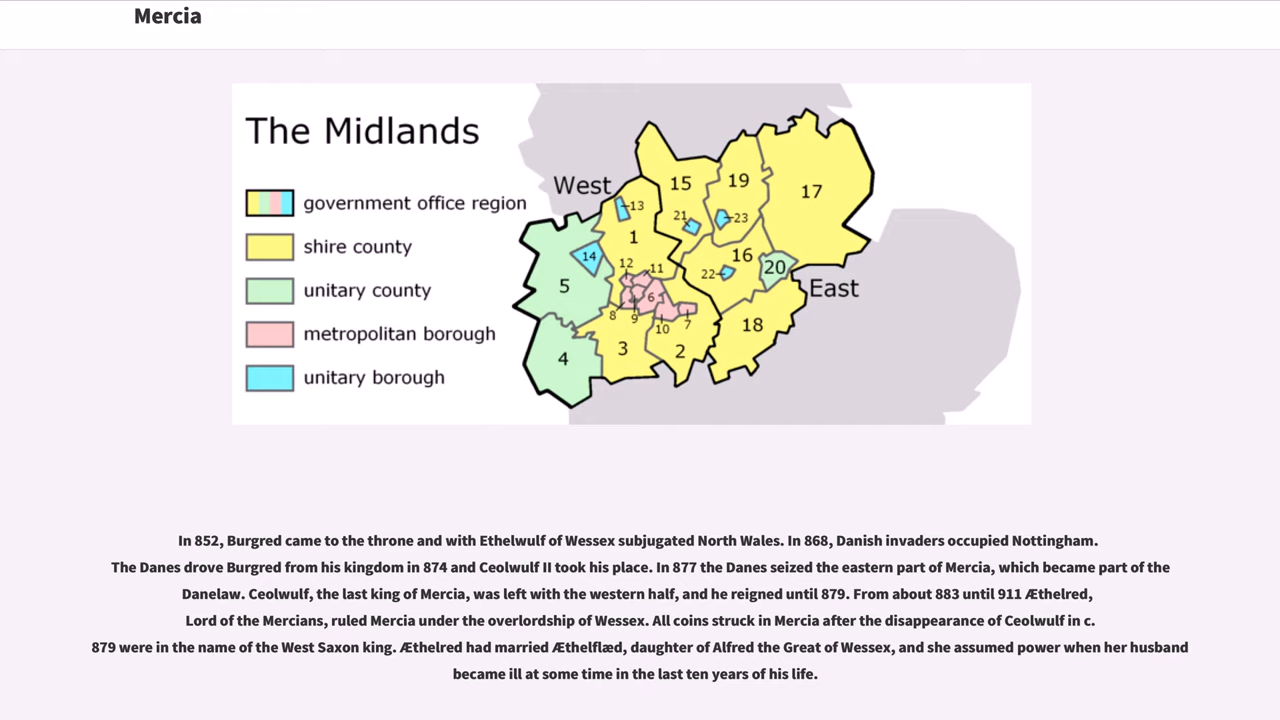 Mercia
The Midlands
government office region
shire county
unitary county
metropolitan borough
unitary borough
West
East
15
19
17
13
21
23
1
16
14
12
11
22
20
5
6
8
9
10
7
18
3
2
4
In 852, Burgred came to the throne and with Ethelwulf of Wessex subjugated North Wales. In 868, Danish invaders occupied Nottingham.
The Danes drove Burgred from his kingdom in 874 and Ceolwulf II took his place. In 877 the Danes seized the eastern part of Mercia, which became part of the
Danelaw. Ceolwulf, the last king of Mercia, was left with the western half, and he reigned until 879. From about 883 until 911 Æthelred,
Lord of the Mercians, ruled Mercia under the overlordship of Wessex. All coins struck in Mercia after the disappearance of Ceolwulf in c.
879 were in the name of the West Saxon king. Æthelred had married Æthelflæd, daughter of Alfred the Great of Wessex, and she assumed power when her husband
became ill at some time in the last ten years of his life.